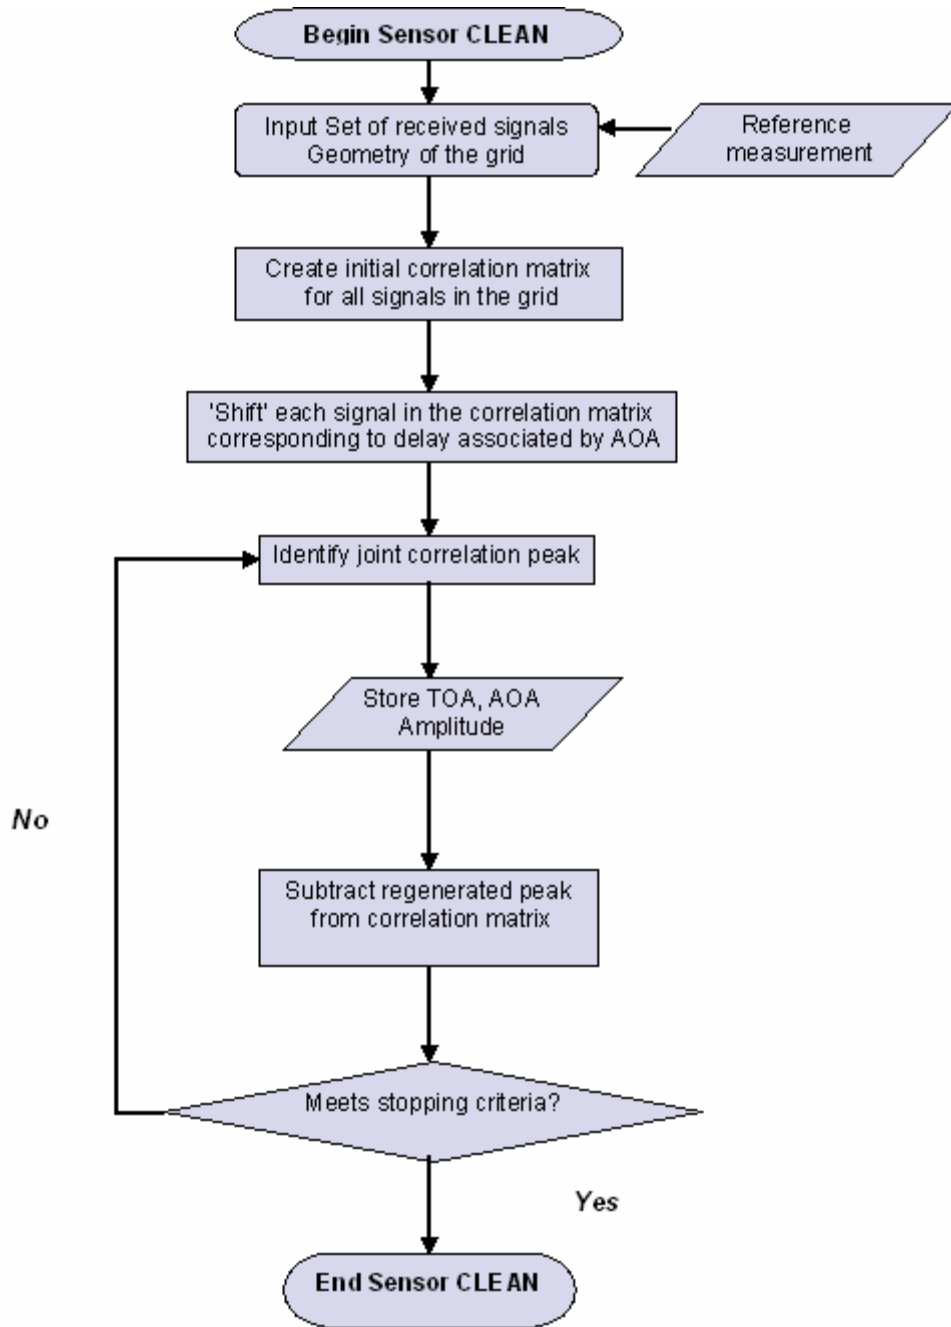 Begin Sensor CLEAN
Input Set of received signals
Geometry of the grid
Reference
measurement
Create initial correlation matrix
for all signals in the grid
'Shift' each signal in the correlation matrix
corresponding to delay associated by AOA
Identify joint correlation peak
Store TOA, AOA
Amplitude
No
Subtract regenerated peak
from correlation matrix
Meets stopping criteria?
Yes
End Sensor CLEAN